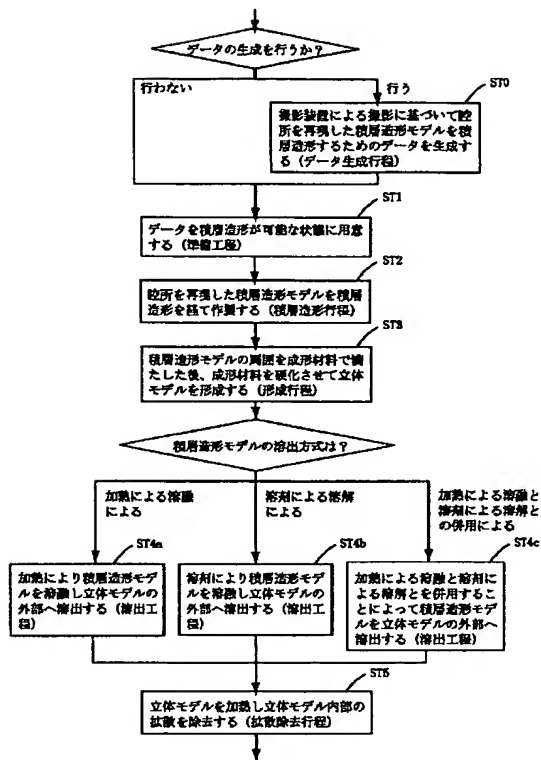 データの生成を行うか？
行わない
行う
ST0
撮影装置による撮影に基づいて腔
所を再現した積層造形モデルを積
層造形するためのデータを生成す
る（データ生成行程）
ST1
データを積層造形が可能な状態に用意
する（準備工程）
ST2
腔所を再現した積層造形モデルを積層
造形を経て作製する（積層造形行程）
ST3
積層造形モデルの周囲を成形材料で満
たした後、成形材料を硬化させて立体
モデルを形成する（形成行程）
積層造形モデルの溶出方式は？
加熱による溶融
による
溶剤による溶解
による
加熱による溶融と
溶剤による溶解と
の併用による
ST4a
加熱により積層造形モデ
ルを溶融し立体モデルの
外部へ溶出する（溶出工
程）
ST4b
溶剤により積層造形モデ
ルを溶融し立体モデルの
外部へ溶出する（溶出工
程）
ST4c
加熱による溶融と溶剤に
よる溶解とを併用するこ
とによって積層造形モデ
ルを立体モデルの外部へ
溶出する（溶出工程）
ST5
立体モデルを加熱し立体モデル内部の
拡散を除去する（拡散除去行程）